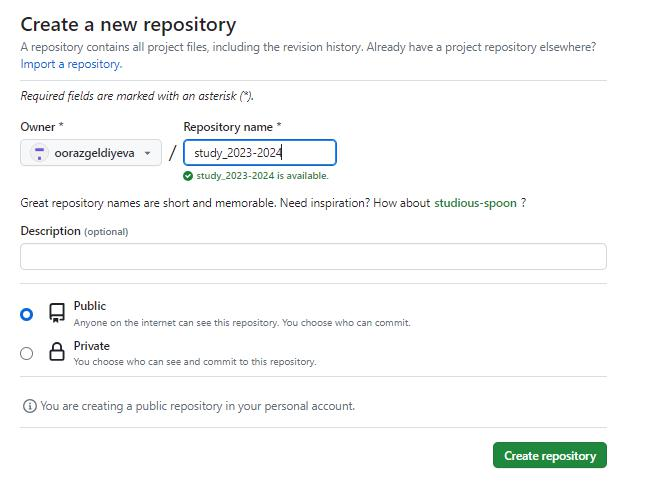 Create a new repository
A repository contains all project files, including the revision history. Already have a project repository elsewhere?
Import a repository.
Required fields are marked with an asterisk (*).
Owner * Repository name *
oorazgeldiyeva / study_2023-2024
study_2023-2024 is available.
Great repository names are short and memorable. Need inspiration? How about studious-spoon ?
Description (optional)
Public
Anyone on the internet can see this repository. You choose who can commit.
Private
You choose who can see and commit to this repository.
You are creating a public repository in your personal account.
Create repository